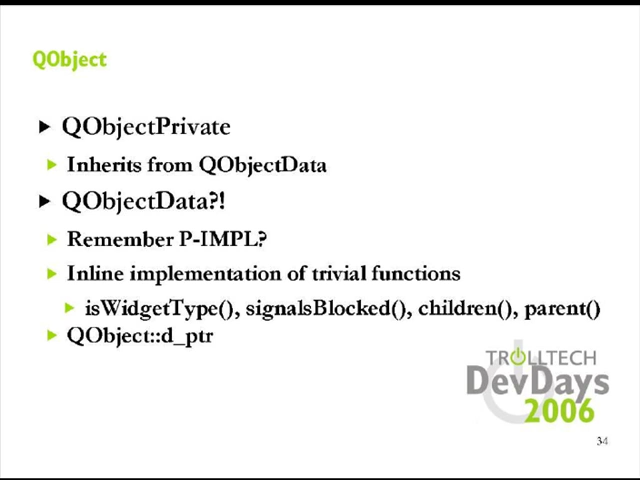 QObject
QObjectPrivate
Inherits from QObjectData
QObjectData?!
Remember P-IMPL?
Inline implementation of trivial functions
isWidgetType(), signalsBlocked(), children(), parent()
QObject::d_ptr
TROLLTECH
DevDays
2006
34